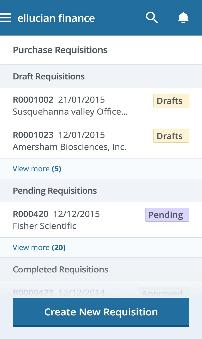 ellucian finance
Purchase Requisitions
Draft Requisitions
R0001002 21/01/2015 Drafts
Susquehanna valley Office...
R0001023 12/01/2015 Drafts
Amersham Biosciences, Inc.
View more (5)
Pending Requisitions
R000420 12/12/2015 Pending
Fisher Scientific
View more (20)
Completed Requisitions
Create New Requisition